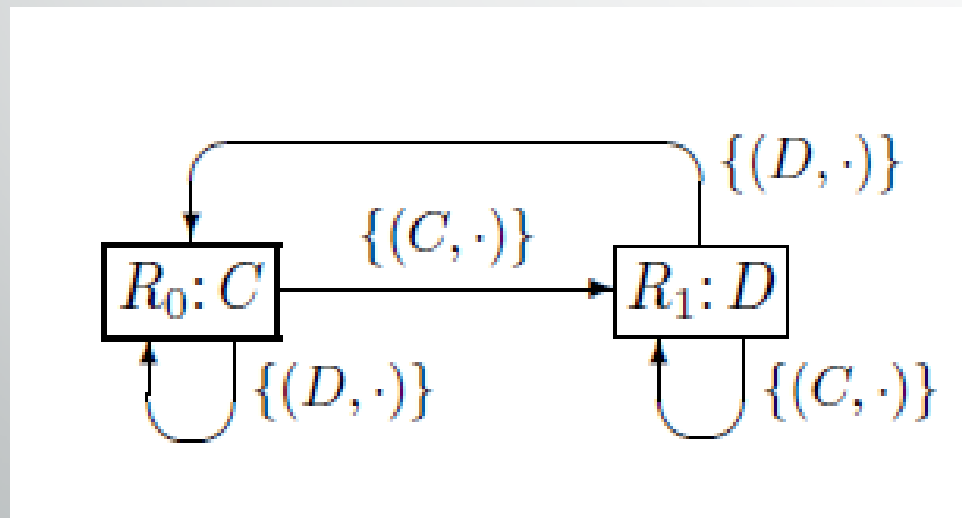 {(D, ·)}
{(C, ·)}
R₀: C
R₁: D
{(D, ·)}
{(C, ·)}